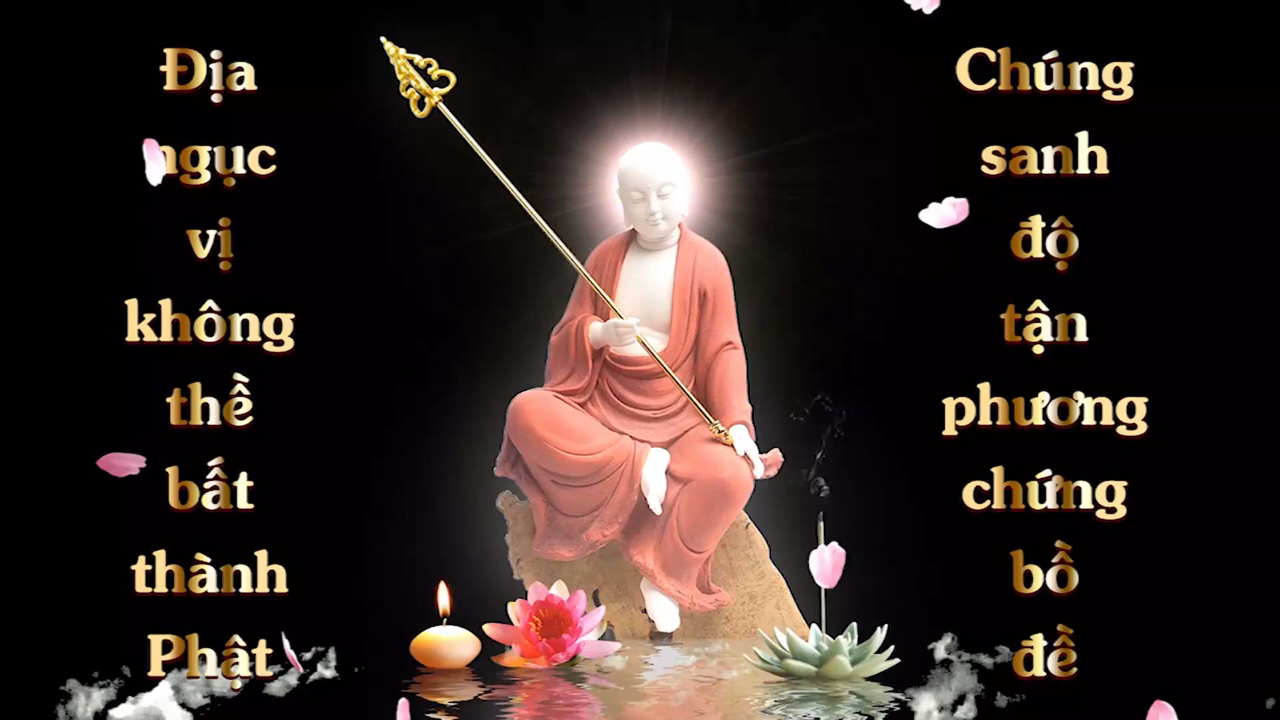 Địa
ngục
vị
không
thề
bất
thành
Phật
Chúng
sanh
độ
tận
phương
chứng
bồ
đề